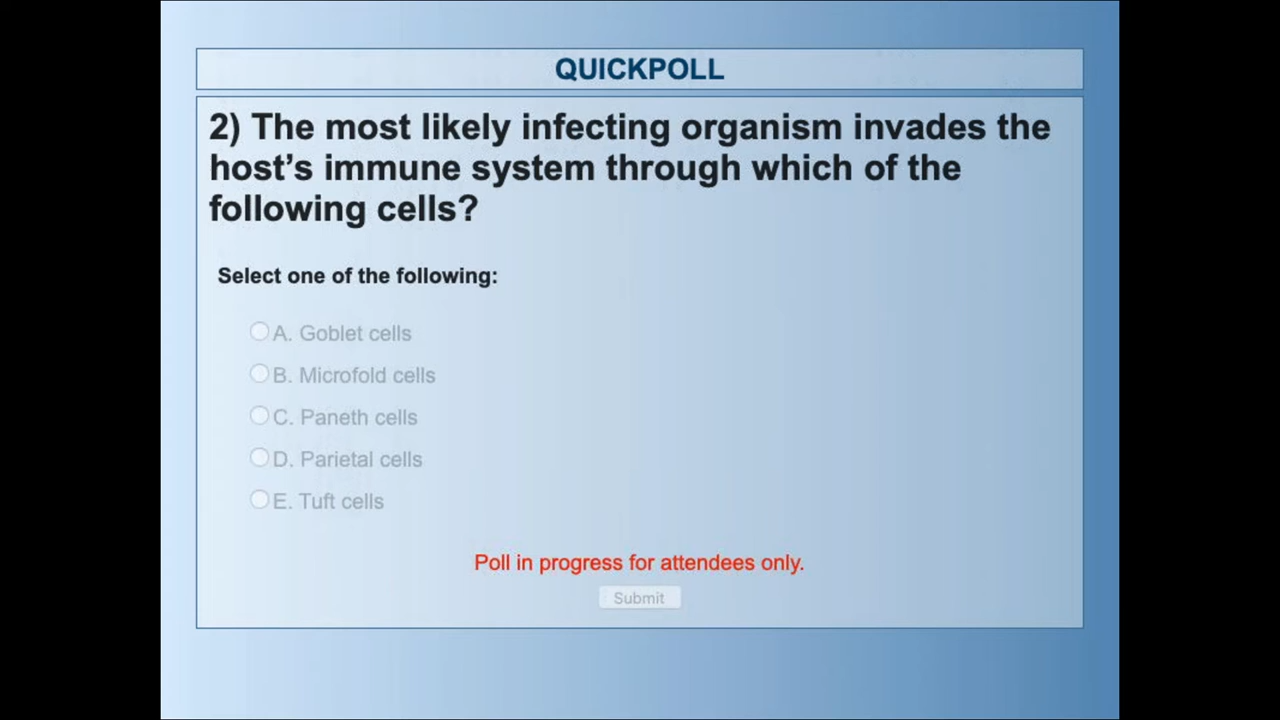 QUICKPOLL
2) The most likely infecting organism invades the
host’s immune system through which of the
following cells?
Select one of the following:
A. Goblet cells
B. Microfold cells
C. Paneth cells
D. Parietal cells
E. Tuft cells
Poll in progress for attendees only.
Submit